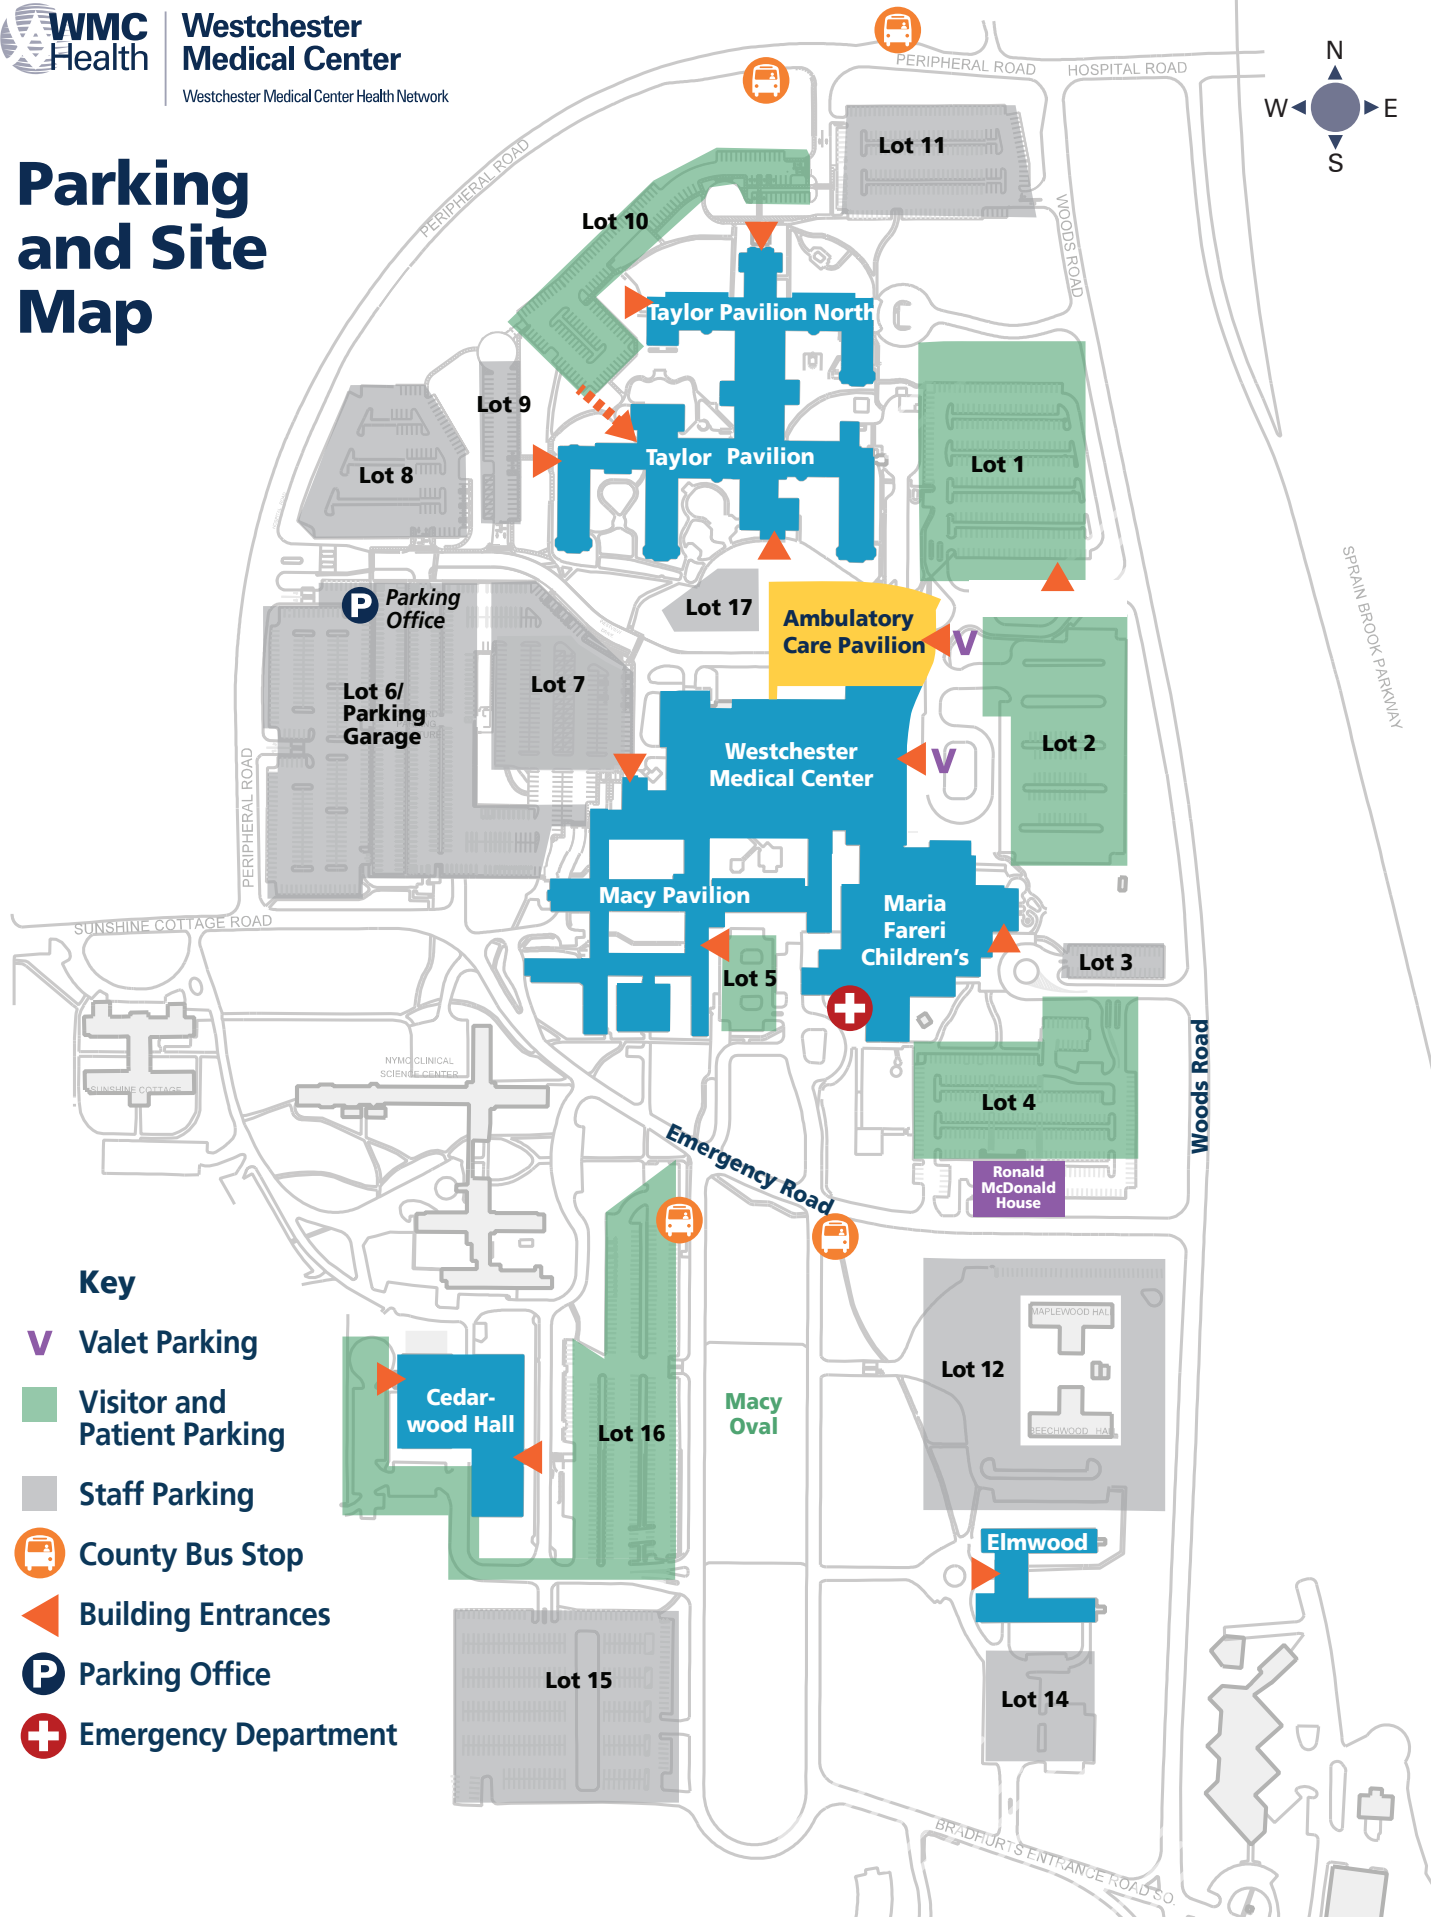 WMC
Health
Westchester
Medical Center
Westchester Medical Center Health Network
Parking
and Site
Map
N
W
E
S
PERIPHERAL ROAD
HOSPITAL ROAD
PERIPHERAL ROAD
WOODS ROAD
Lot 11
Lot 10
Taylor Pavilion North
Lot 9
Lot 8
Taylor Pavilion
Lot 1
P
Parking
Office
Lot 17
Ambulatory
Care Pavilion
V
SPRAIN BROOK PARKWAY
Lot 6/
Parking
Garage
Lot 7
Lot 2
Westchester
Medical Center
V
PERIPHERAL ROAD
Macy Pavilion
Maria
Fareri
Children's
SUNSHINE COTTAGE ROAD
Lot 5
Lot 3
NYMC CLINICAL
SCIENCE CENTER
SUNSHINE COTTAGE
Lot 4
Woods Road
Emergency Road
Ronald
McDonald
House
Key
V Valet Parking
Visitor and
Patient Parking
Staff Parking
County Bus Stop
Building Entrances
P Parking Office
Emergency Department
MAPLEWOOD HALL
Lot 12
BEECHWOOD HALL
Cedar-
wood Hall
Lot 16
Macy
Oval
Elmwood
Lot 15
Lot 14
BRADHURTS ENTRANCE ROAD SO.